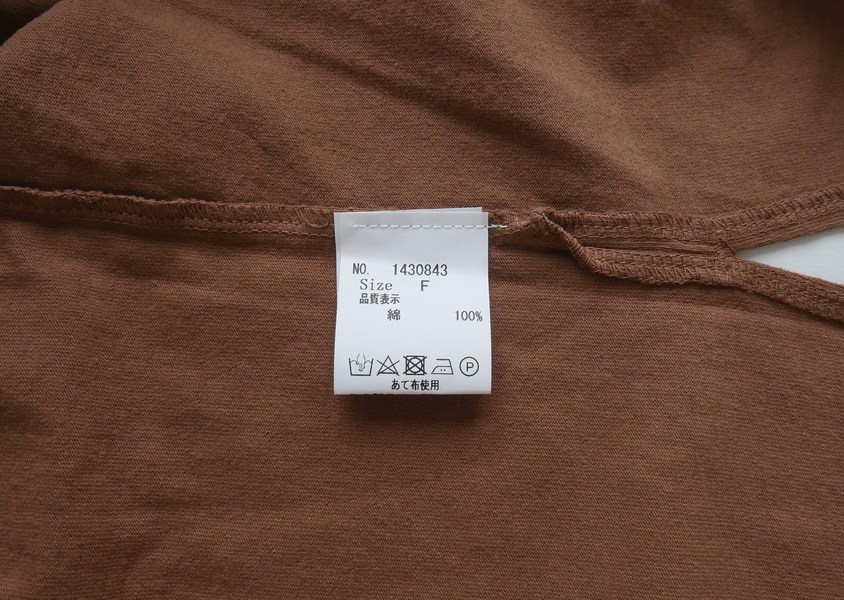 NO. 1430843
Size F
品質表示
綿 100%
P
あて布使用